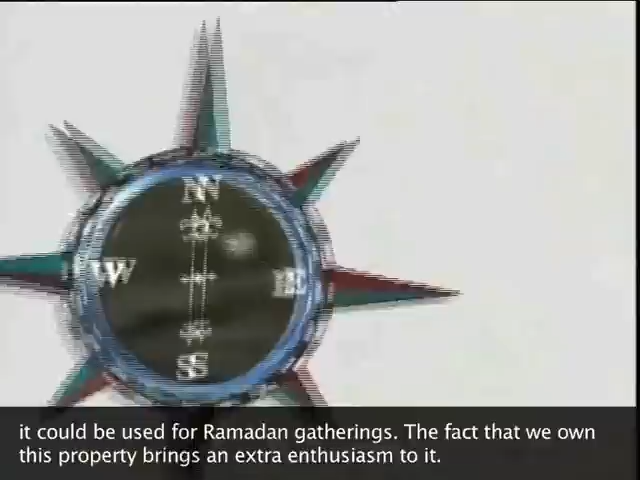 N
W
E
S
it could be used for Ramadan gatherings. The fact that we own
this property brings an extra enthusiasm to it.